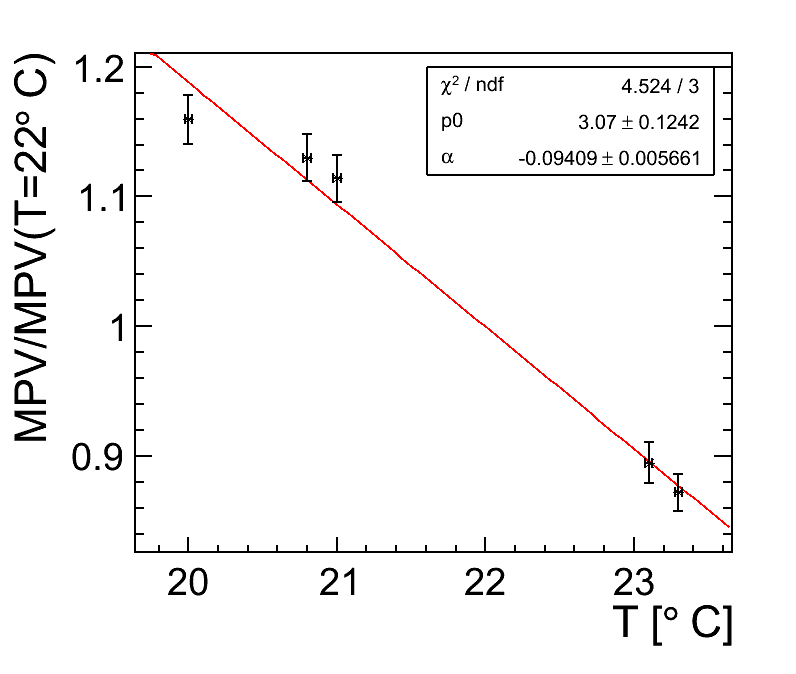 MPV/MPV(T=22° C)
1.2
1.1
1
0.9
χ² / ndf 4.524 / 3
p0 3.07 ± 0.1242
α -0.09409 ± 0.005661
20 21 22 23
T [° C]